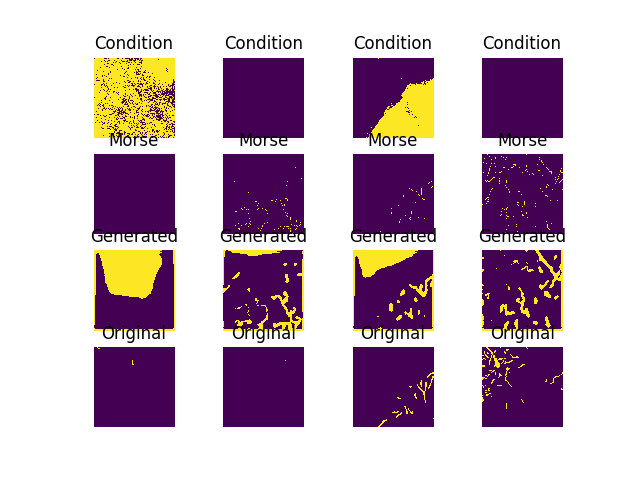 Condition Condition Condition Condition
Morse Morse Morse Morse
Generated Generated Generated Generated
Original Original Original Original